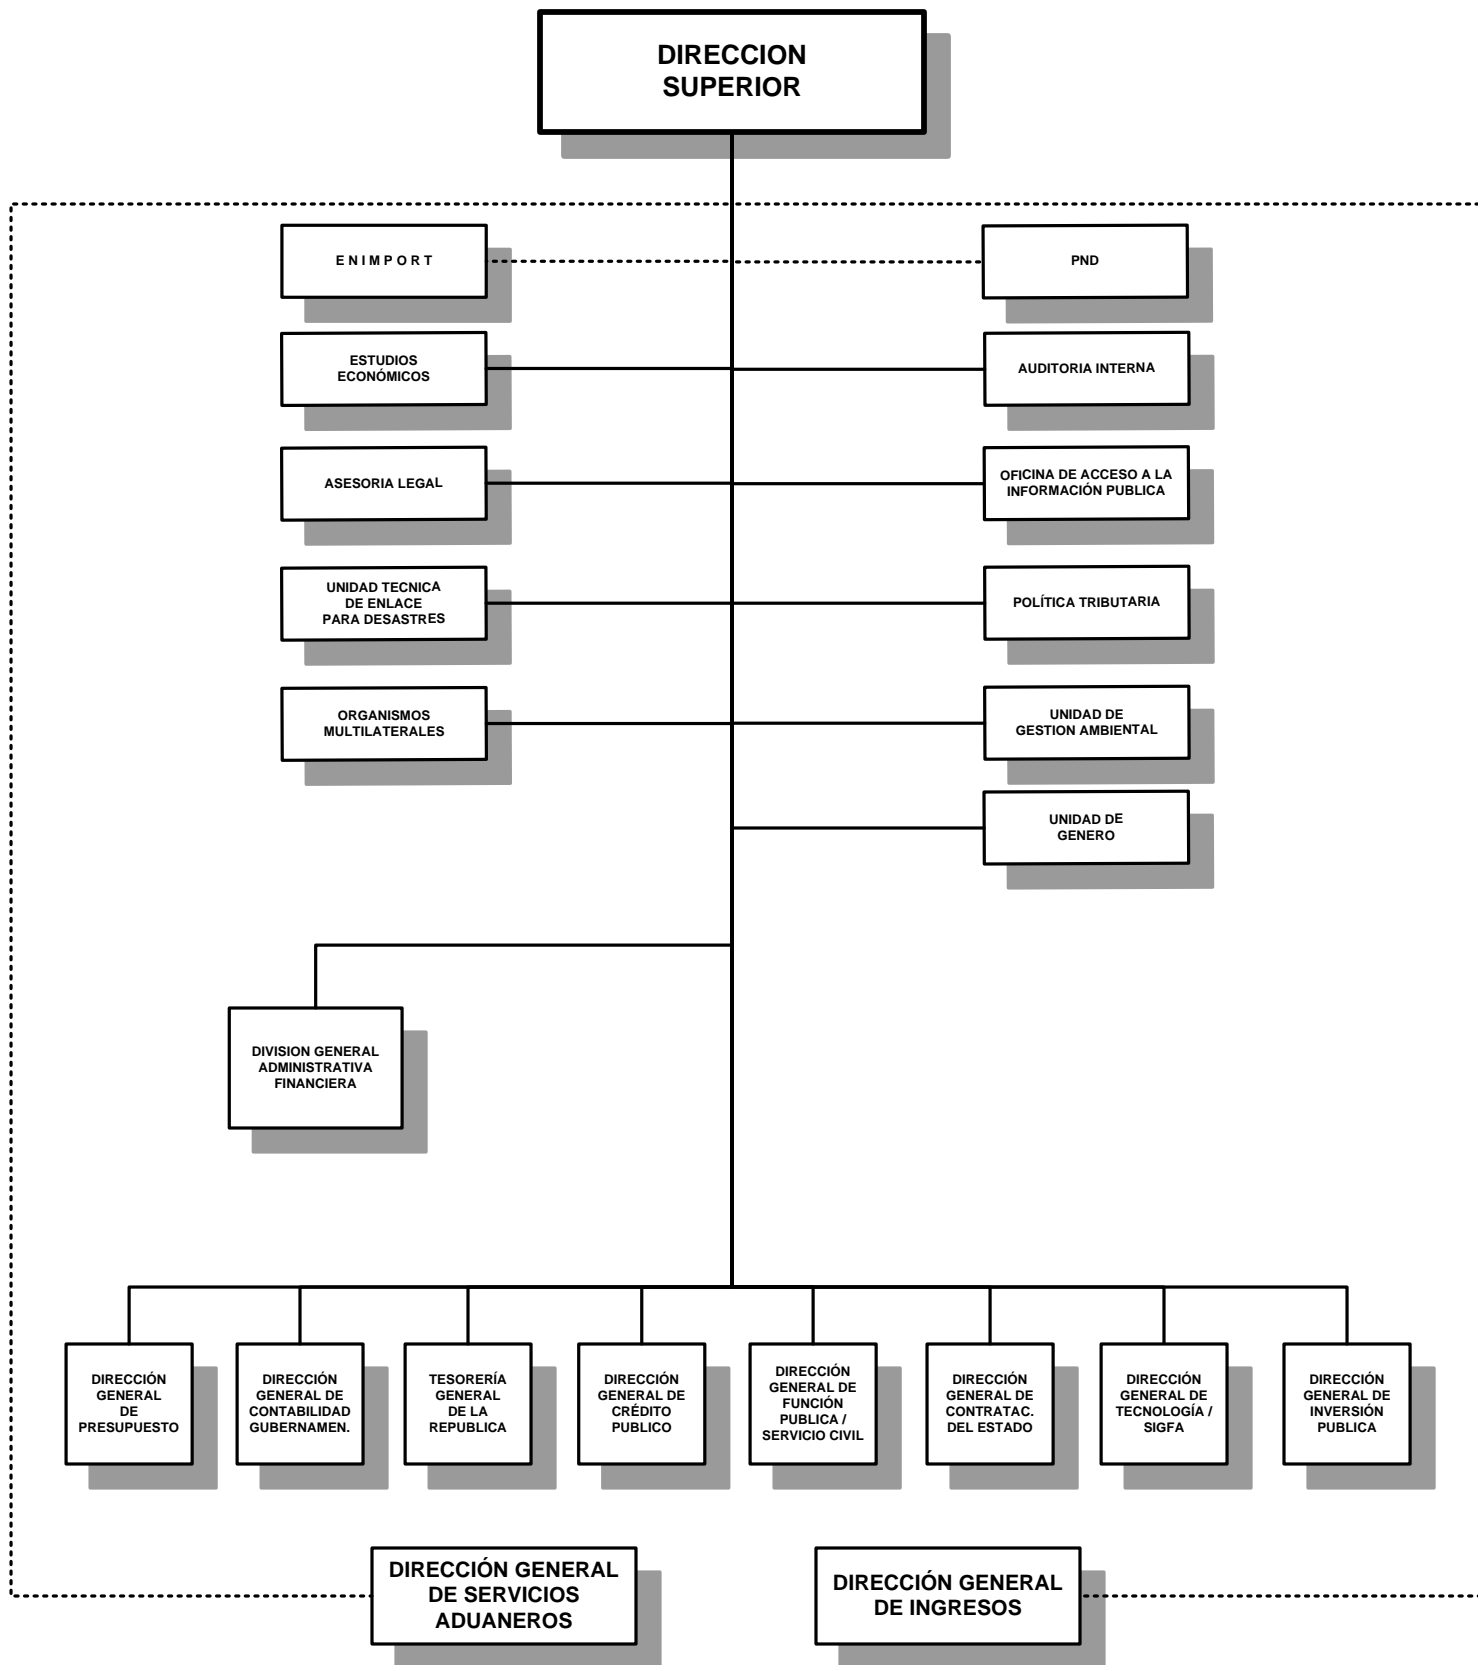 DIRECCION
SUPERIOR
E N I M P O R T
PND
ESTUDIOS
ECONÓMICOS
AUDITORIA INTERNA
ASESORIA LEGAL
OFICINA DE ACCESO A LA
INFORMACIÓN PUBLICA
UNIDAD TECNICA
DE ENLACE
PARA DESASTRES
POLÍTICA TRIBUTARIA
ORGANISMOS
MULTILATERALES
UNIDAD DE
GESTION AMBIENTAL
UNIDAD DE
GENERO
DIVISION GENERAL
ADMINISTRATIVA
FINANCIERA
DIRECCIÓN
GENERAL
DE
PRESUPUESTO
DIRECCIÓN
GENERAL DE
CONTABILIDAD
GUBERNAMEN.
TESORERÍA
GENERAL
DE LA
REPUBLICA
DIRECCIÓN
GENERAL DE
CRÉDITO
PUBLICO
DIRECCIÓN
GENERAL DE
FUNCIÓN
PUBLICA /
SERVICIO CIVIL
DIRECCIÓN
GENERAL DE
CONTRATAC.
DEL ESTADO
DIRECCIÓN
GENERAL DE
TECNOLOGÍA /
SIGFA
DIRECCIÓN
GENERAL DE
INVERSIÓN
PUBLICA
DIRECCIÓN GENERAL
DE SERVICIOS
ADUANEROS
DIRECCIÓN GENERAL
DE INGRESOS